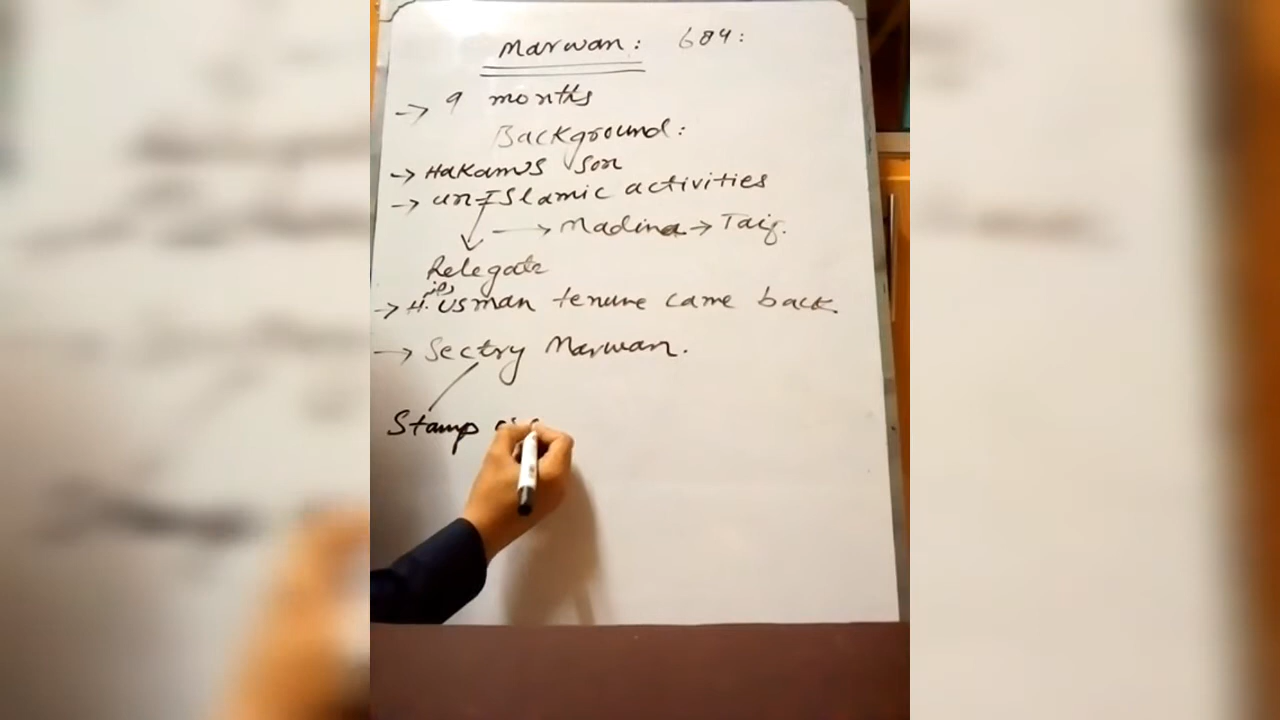 Marwan: 684:
→ 9 months
Background:
→ Hakam's son
→ un-Islamic activities
→ Madina → Taif.
Relegate
رضی
→ H. Usman tenure came back.
→ Sectry Marwan.
Stamp